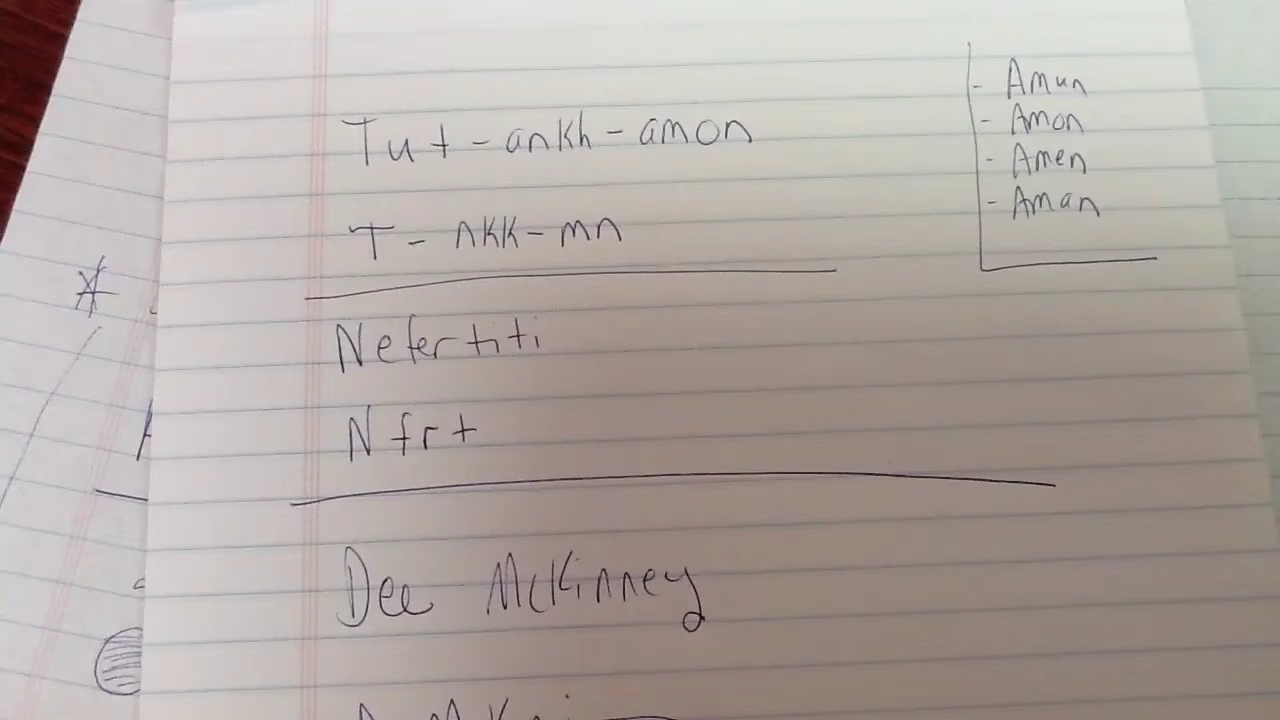 Tut-ankh-amon
T-nKK-mn
- Amun
- Amon
- Amen
- Aman
Nefertiti
Nfrt
Dee McKinney